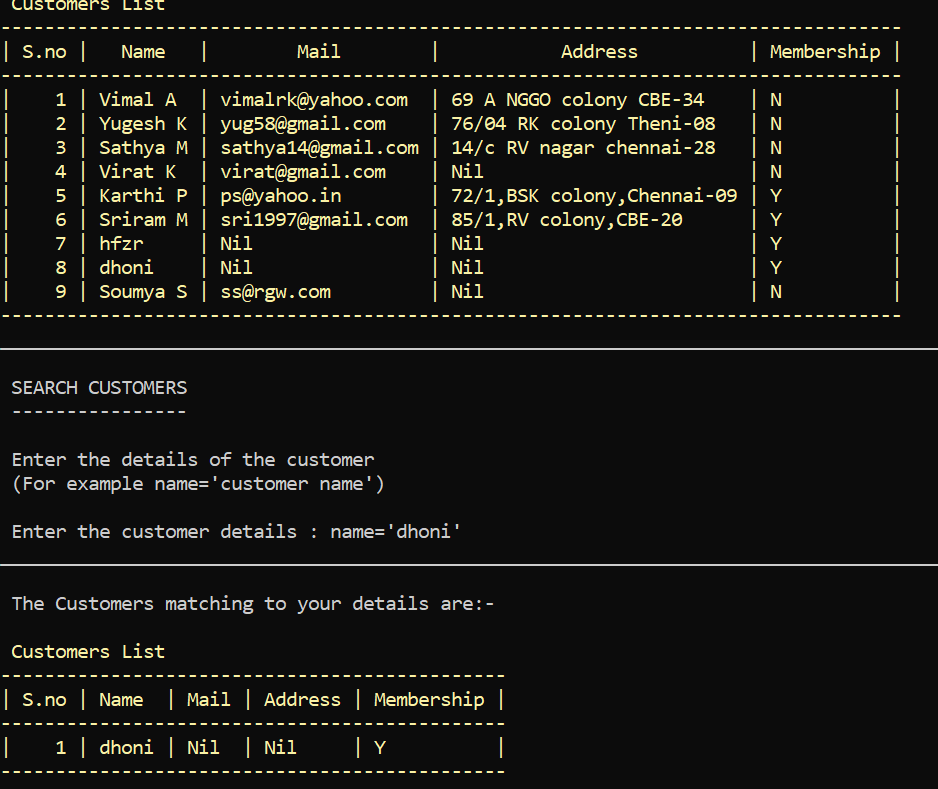 Customers List
----------------------------------------------------------------------------------
| S.no |   Name   |        Mail        |           Address           | Membership |
----------------------------------------------------------------------------------
|    1 | Vimal A  | vimalrk@yahoo.com  | 69 A NGGO colony CBE-34     | N          |
|    2 | Yugesh K | yug58@gmail.com    | 76/04 RK colony Theni-08    | N          |
|    3 | Sathya M | sathya14@gmail.com | 14/c RV nagar chennai-28    | N          |
|    4 | Virat K  | virat@gmail.com    | Nil                         | N          |
|    5 | Karthi P | ps@yahoo.in        | 72/1,BSK colony,Chennai-09  | Y          |
|    6 | Sriram M | sri1997@gmail.com  | 85/1,RV colony,CBE-20       | Y          |
|    7 | hfzr     | Nil                | Nil                         | Y          |
|    8 | dhoni    | Nil                | Nil                         | Y          |
|    9 | Soumya S | ss@rgw.com         | Nil                         | N          |
----------------------------------------------------------------------------------
SEARCH CUSTOMERS
----------------
Enter the details of the customer
(For example name='customer name')
Enter the customer details : name='dhoni'
The Customers matching to your details are:-
Customers List
----------------------------------------------
| S.no | Name  | Mail | Address | Membership |
----------------------------------------------
|    1 | dhoni | Nil  | Nil     | Y          |
----------------------------------------------